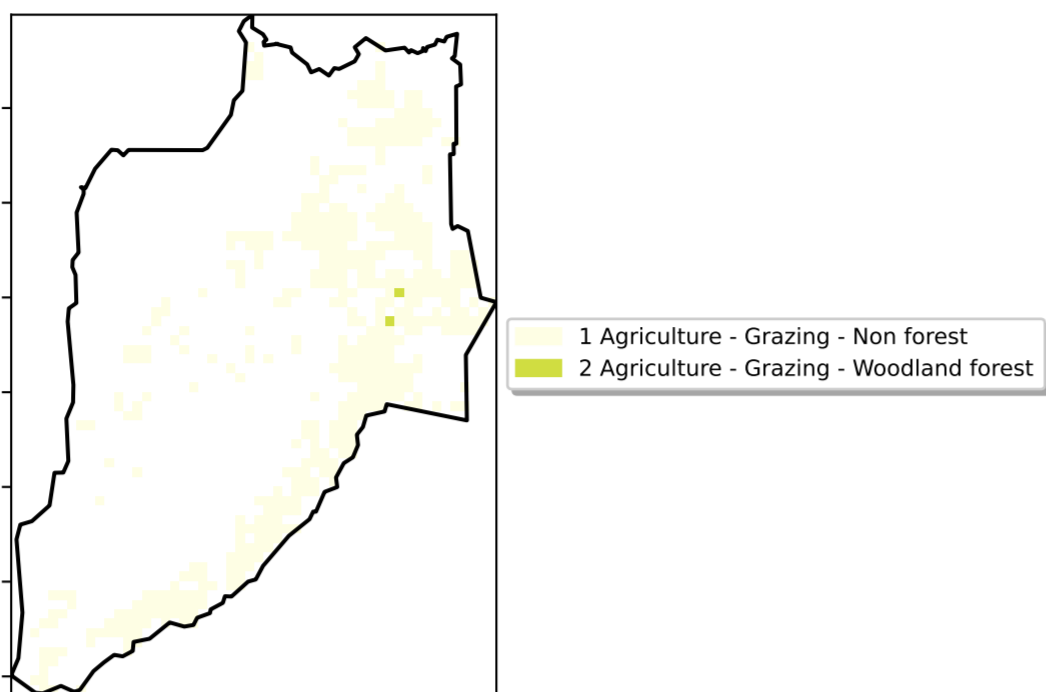 1 Agriculture - Grazing - Non forest
2 Agriculture - Grazing - Woodland forest